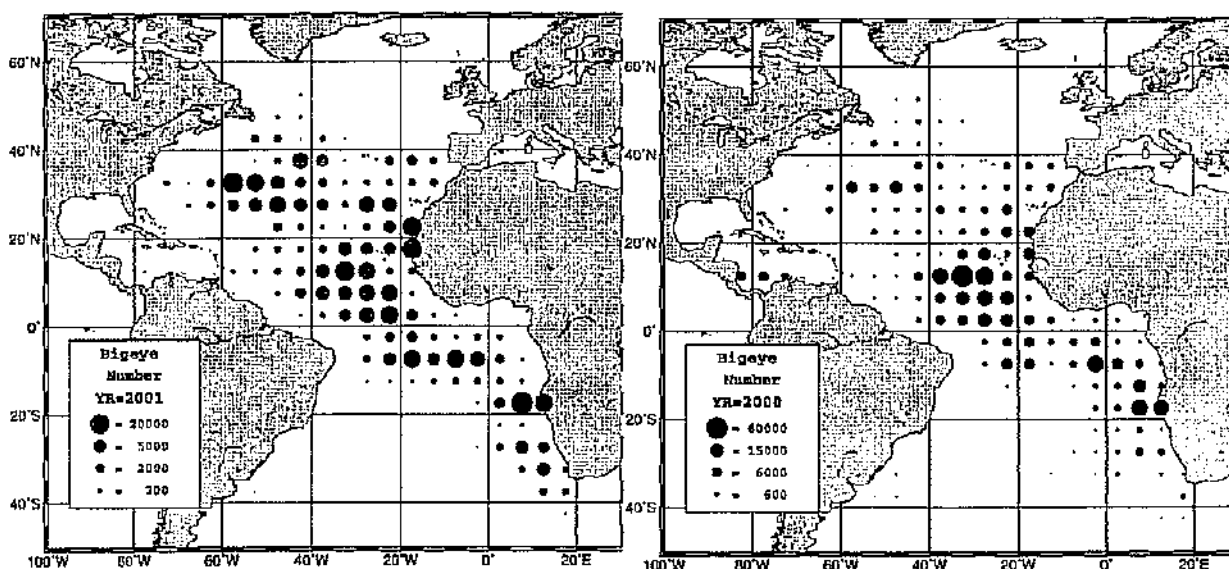 60°N
40°N
20°N
0°
20°S
40°S
100°W
80°W
60°W
40°W
20°W
0°
20°E
Bigeye
Number
YR=2001
= 20000
= 5000
= 2000
= 200
60°N
40°N
20°N
0°
20°S
40°S
100°W
80°W
60°W
40°W
20°W
0°
20°E
Bigeye
Number
YR=2000
= 60000
= 15000
= 6000
= 600